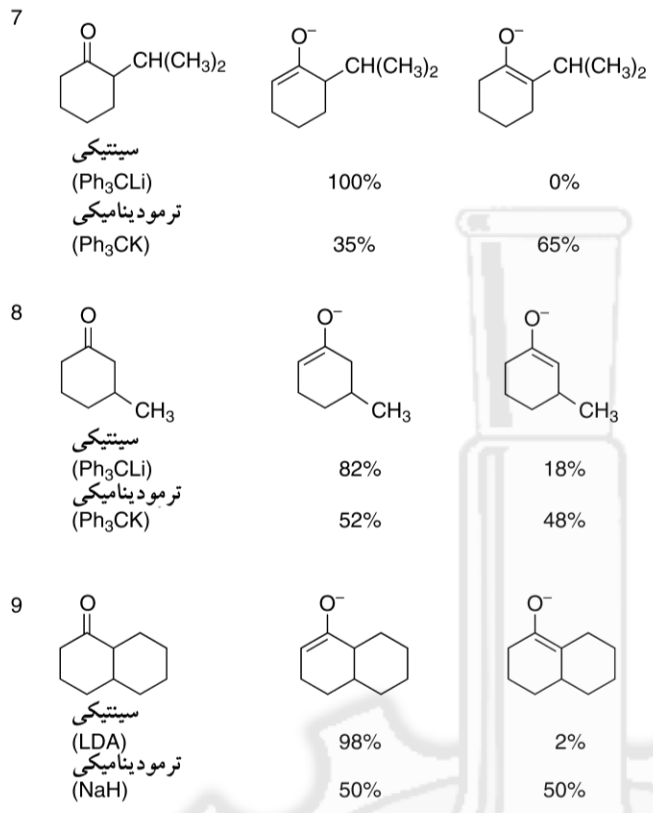 7
O CH(CH₃)₂ O⁻ CH(CH₃)₂ O⁻ CH(CH₃)₂
سینتیکی
(Ph₃CLi) 100% 0%
ترمودینامیکی
(Ph₃CK) 35% 65%
8
O CH₃ O⁻ CH₃ O⁻ CH₃
سینتیکی
(Ph₃CLi) 82% 18%
ترمودینامیکی
(Ph₃CK) 52% 48%
9
O O⁻ O⁻
سینتیکی
(LDA) 98% 2%
ترمودینامیکی
(NaH) 50% 50%